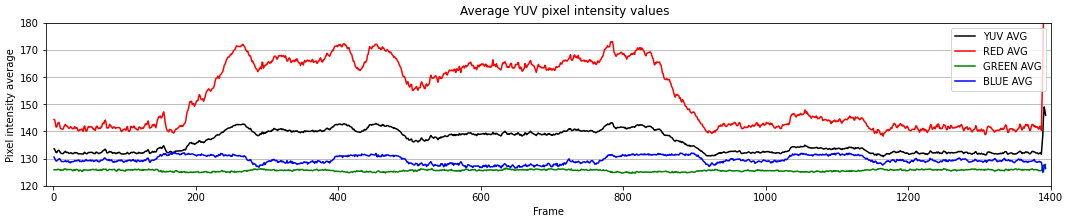 Average YUV pixel intensity values
Pixel intensity average
180
170
160
150
140
130
120
0
200
400
600
800
1000
1200
1400
Frame
YUV AVG
RED AVG
GREEN AVG
BLUE AVG